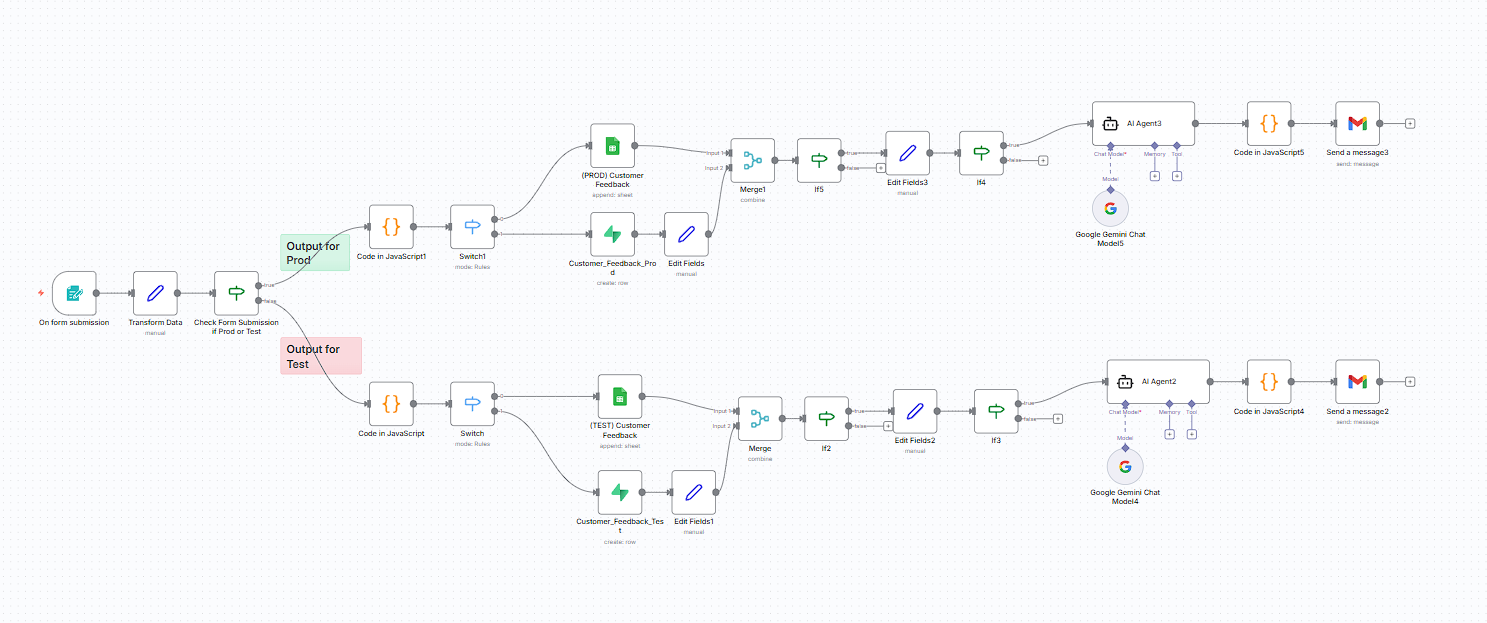 On form submission
Transform Data
manual
Check Form Submission
if Prod or Test
true
false
Output for
Prod
Output for
Test
Code in JavaScript1
Switch1
mode: Rules
0
1
(PROD) Customer
Feedback
append: sheet
Customer_Feedback_Pro
d
create: row
Edit Fields
manual
Input 1
Input 2
Merge1
combine
If5
true
false
Edit Fields3
manual
If4
true
false
AI Agent3
Chat Model*
Memory
Tool
Model
Google Gemini Chat
Model5
Code in JavaScript5
Send a message3
send: message
Code in JavaScript
Switch
mode: Rules
0
1
(TEST) Customer
Feedback
append: sheet
Customer_Feedback_Tes
t
create: row
Edit Fields1
manual
Input 1
Input 2
Merge
combine
If2
true
false
Edit Fields2
manual
If3
true
false
AI Agent2
Chat Model*
Memory
Tool
Model
Google Gemini Chat
Model4
Code in JavaScript4
Send a message2
send: message